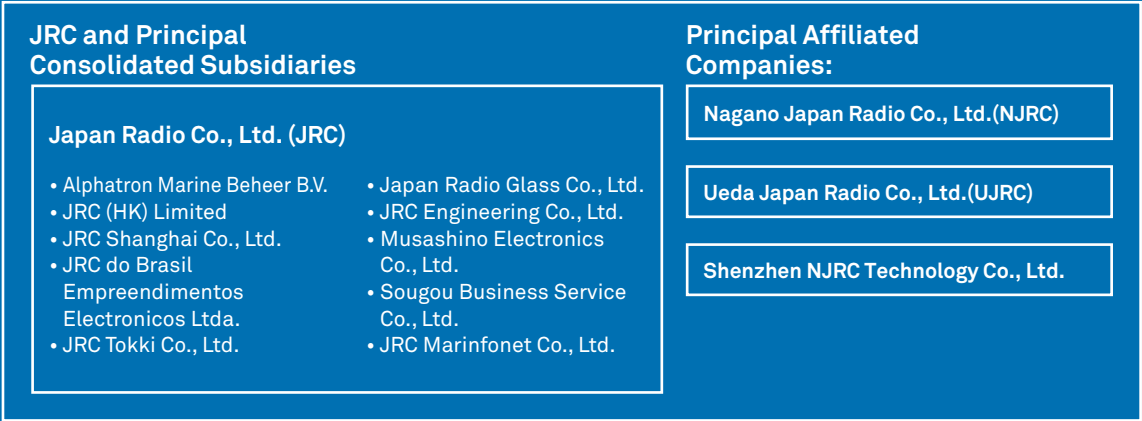 JRC and Principal
Consolidated Subsidiaries
Japan Radio Co., Ltd. (JRC)
• Alphatron Marine Beheer B.V.
• JRC (HK) Limited
• JRC Shanghai Co., Ltd.
• JRC do Brasil
Empreendimentos
Electronicos Ltda.
• JRC Tokki Co., Ltd.
• Japan Radio Glass Co., Ltd.
• JRC Engineering Co., Ltd.
• Musashino Electronics
Co., Ltd.
• Sougou Business Service
Co., Ltd.
• JRC Marinfonet Co., Ltd.
Principal Affiliated
Companies:
Nagano Japan Radio Co., Ltd.(NJRC)
Ueda Japan Radio Co., Ltd.(UJRC)
Shenzhen NJRC Technology Co., Ltd.